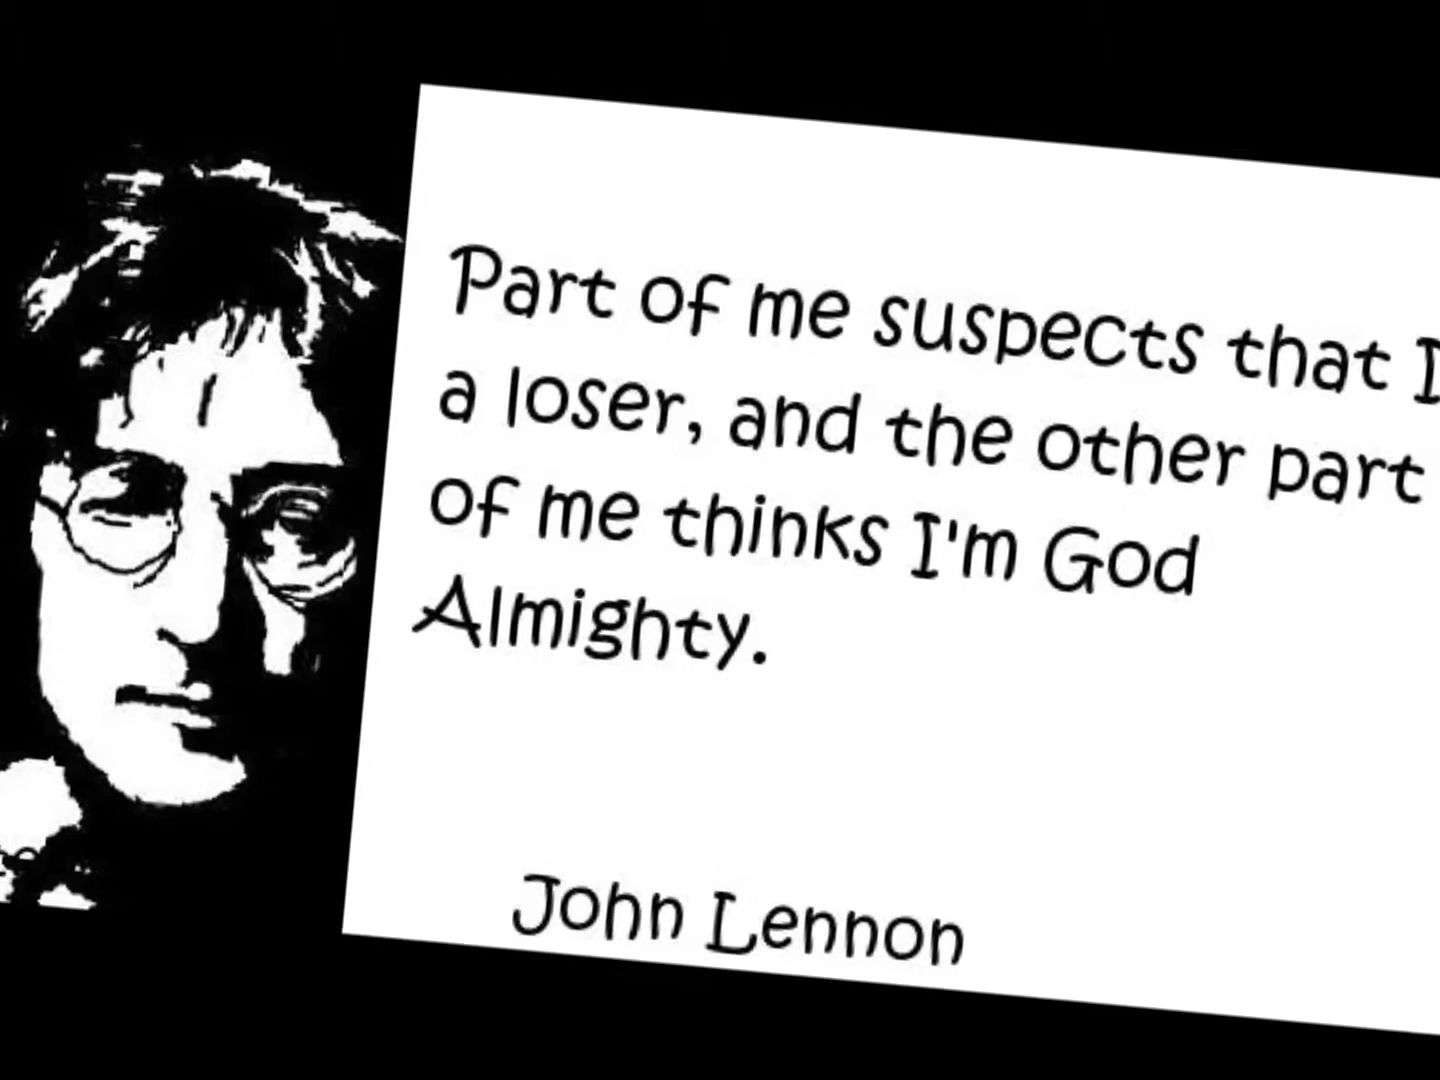 Part of me suspects that I
a loser, and the other part
of me thinks I'm God
Almighty.
John Lennon